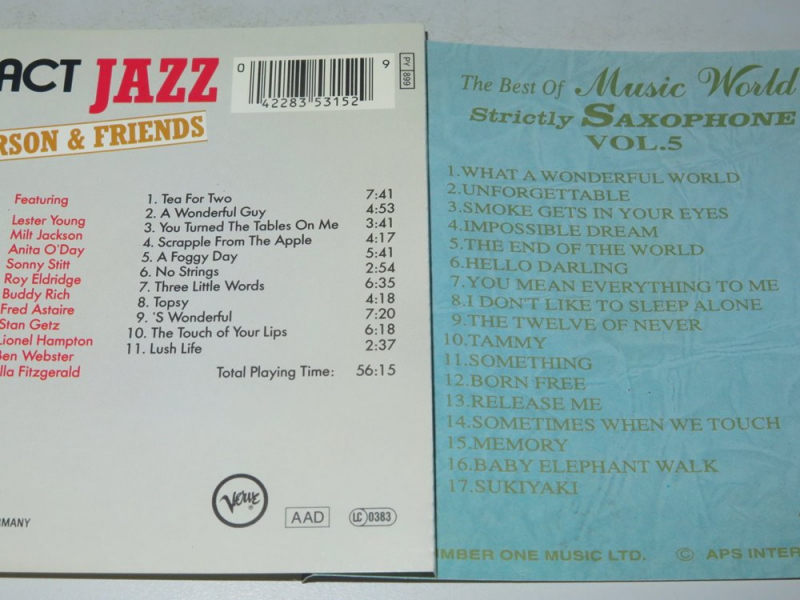 ACT JAZZ
RSON & FRIENDS
0 42283 53152 9
PY 899
Featuring
Lester Young
Milt Jackson
Anita O'Day
Sonny Stitt
Roy Eldridge
Buddy Rich
Fred Astaire
Stan Getz
Lionel Hampton
Ben Webster
lla Fitzgerald
1. Tea For Two 7:41
2. A Wonderful Guy 4:53
3. You Turned The Tables On Me 3:41
4. Scrapple From The Apple 4:17
5. A Foggy Day 5:41
6. No Strings 2:54
7. Three Little Words 6:35
8. Topsy 4:18
9. 'S Wonderful 7:20
10. The Touch of Your Lips 6:18
11. Lush Life 2:37
Total Playing Time: 56:15
Verve
AAD
LC 0383
RMANY
The Best Of Music World
Strictly SAXOPHONE
VOL.5
1.WHAT A WONDERFUL WORLD
2.UNFORGETTABLE
3.SMOKE GETS IN YOUR EYES
4.IMPOSSIBLE DREAM
5.THE END OF THE WORLD
6.HELLO DARLING
7.YOU MEAN EVERYTHING TO ME
8.I DON'T LIKE TO SLEEP ALONE
9.THE TWELVE OF NEVER
10.TAMMY
11.SOMETHING
12.BORN FREE
13.RELEASE ME
14.SOMETIMES WHEN WE TOUCH
15.MEMORY
16.BABY ELEPHANT WALK
17.SUKIYAKI
MBER ONE MUSIC LTD. © APS INTER